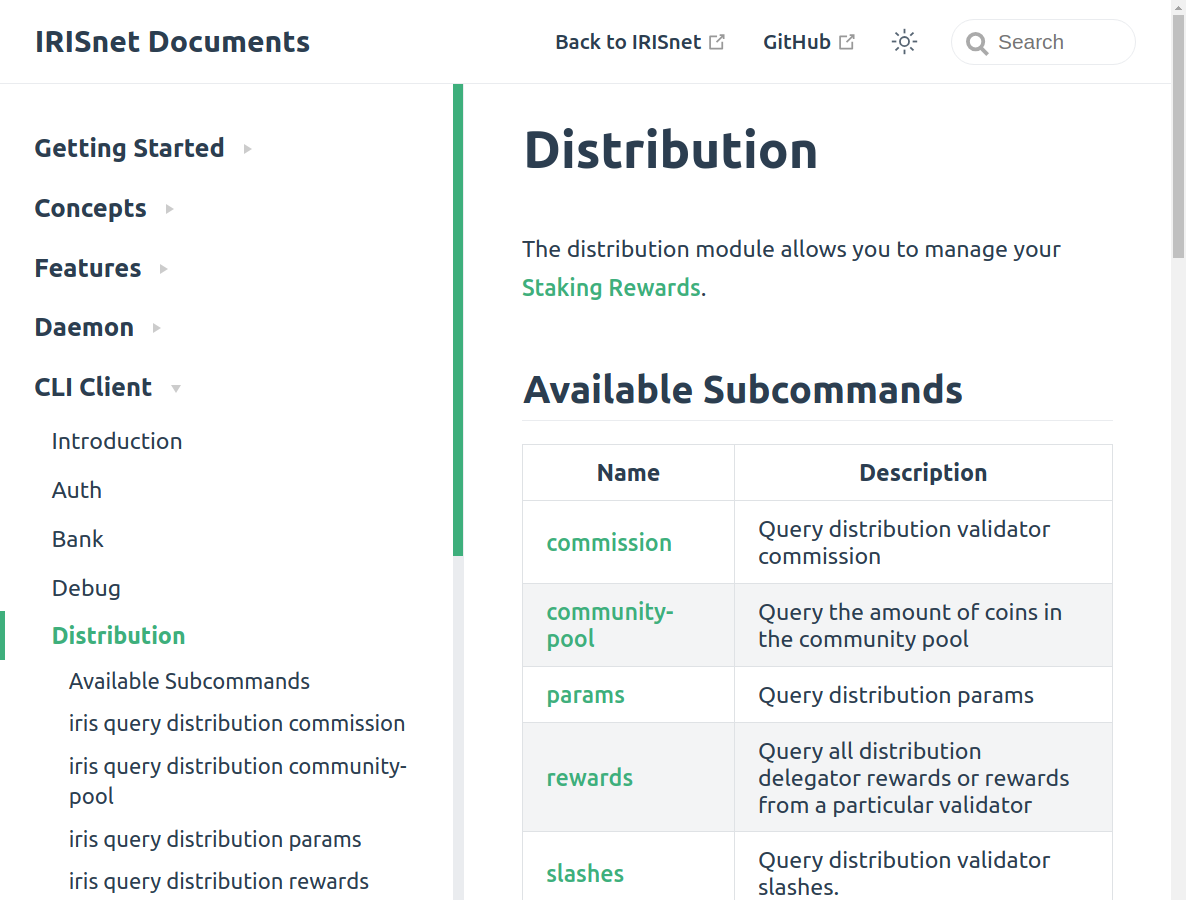 IRISnet Documents
Back to IRISnet
GitHub
Search
Getting Started
Concepts
Features
Daemon
CLI Client
Introduction
Auth
Bank
Debug
Distribution
Available Subcommands
iris query distribution commission
iris query distribution community-
pool
iris query distribution params
iris query distribution rewards
Distribution
The distribution module allows you to manage your
Staking Rewards.
Available Subcommands
Name
Description
commission
Query distribution validator
commission
community-
pool
Query the amount of coins in
the community pool
params
Query distribution params
rewards
Query all distribution
delegator rewards or rewards
from a particular validator
slashes
Query distribution validator
slashes.